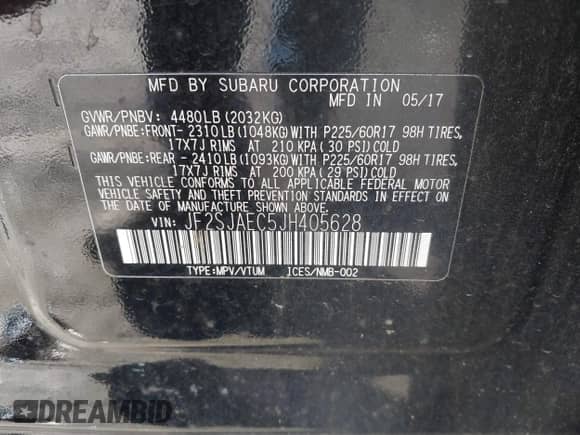 MFD BY SUBARU CORPORATION
MFD IN 05/17
GVWR/PNBV: 4480LB (2032KG)
GAWR/PNBE:FRONT- 2310LB (1048KG) WITH P225/60R17 98H TIRES,
17X7J RIMS AT 210 KPA (30 PSI) COLD
GAWR/PNBE:REAR - 2410LB (1093KG) WITH P225/60R17 98H TIRES,
17X7J RIMS AT 200 KPA (29 PSI) COLD
THIS VEHICLE CONFORMS TO ALL APPLICABLE FEDERAL MOTOR
VEHICLE SAFETY AND THEFT PREVENTION STANDARDS IN EFFECT ON
THE DATE OF MANUFACTURE SHOWN ABOVE.
VIN: JF2SJAEC5JH405628
TYPE:MPV/VTUM ICES/NMB-002
DREAMBID